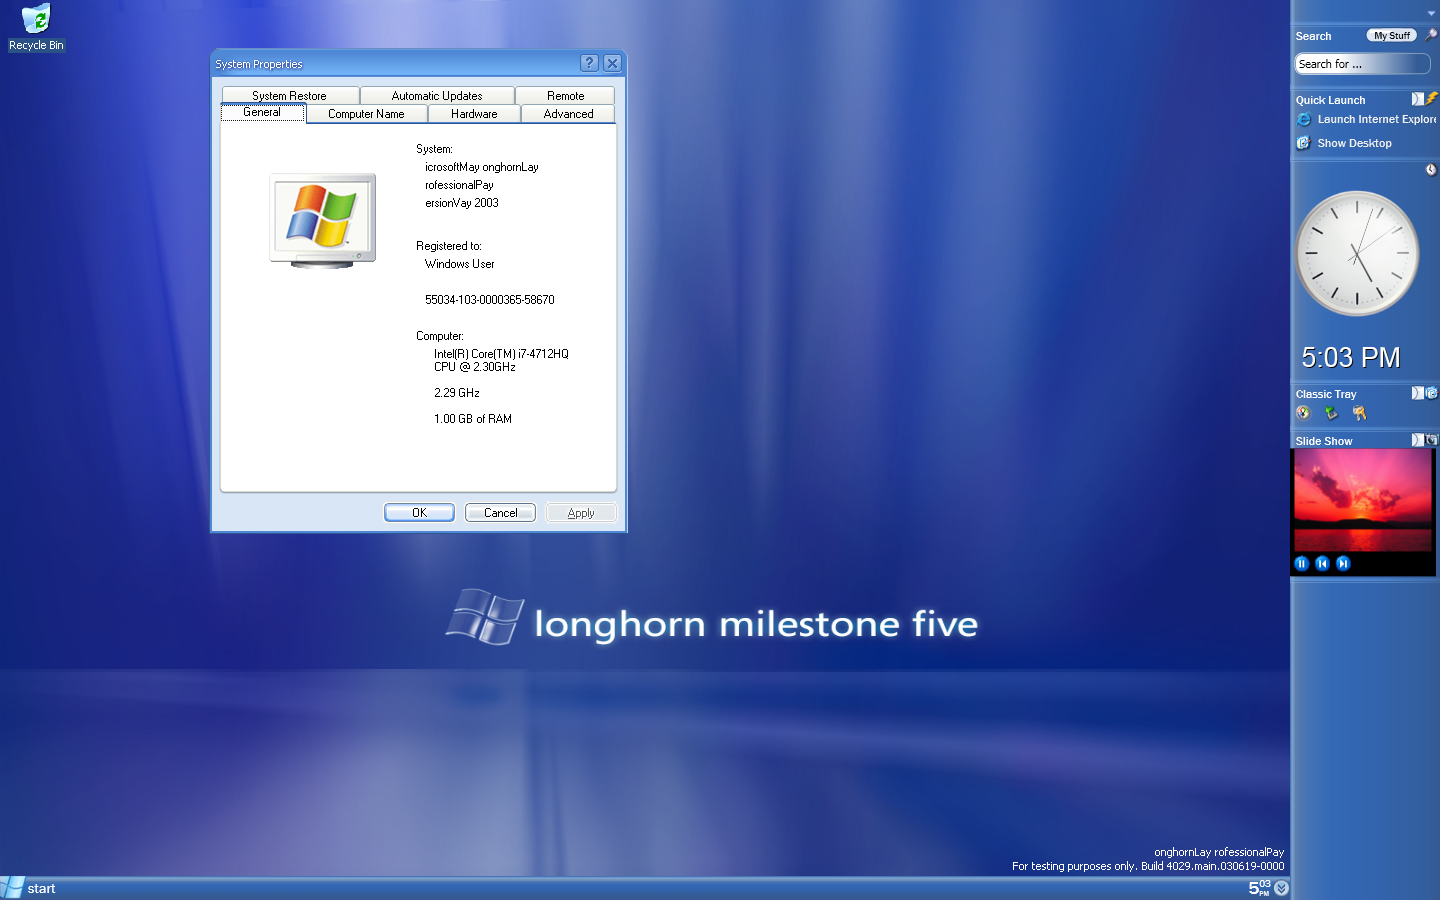 Recycle Bin
System Properties
System Restore
Automatic Updates
Remote
General
Computer Name
Hardware
Advanced
System:
icrosoftMay onghornLay
rofessionalPay
ersionVay 2003
Registered to:
Windows User
55034-103-0000365-58670
Computer:
Intel(R) Core(TM) i7-4712HQ
CPU @ 2.30GHz
2.29 GHz
1.00 GB of RAM
OK
Cancel
Apply
longhorn milestone five
onghornLay rofessionalPay
For testing purposes only. Build 4029.main.030619-0000
start
5 03 PM
Search
My Stuff
Search for ...
Quick Launch
Launch Internet Explore
Show Desktop
5:03 PM
Classic Tray
Slide Show